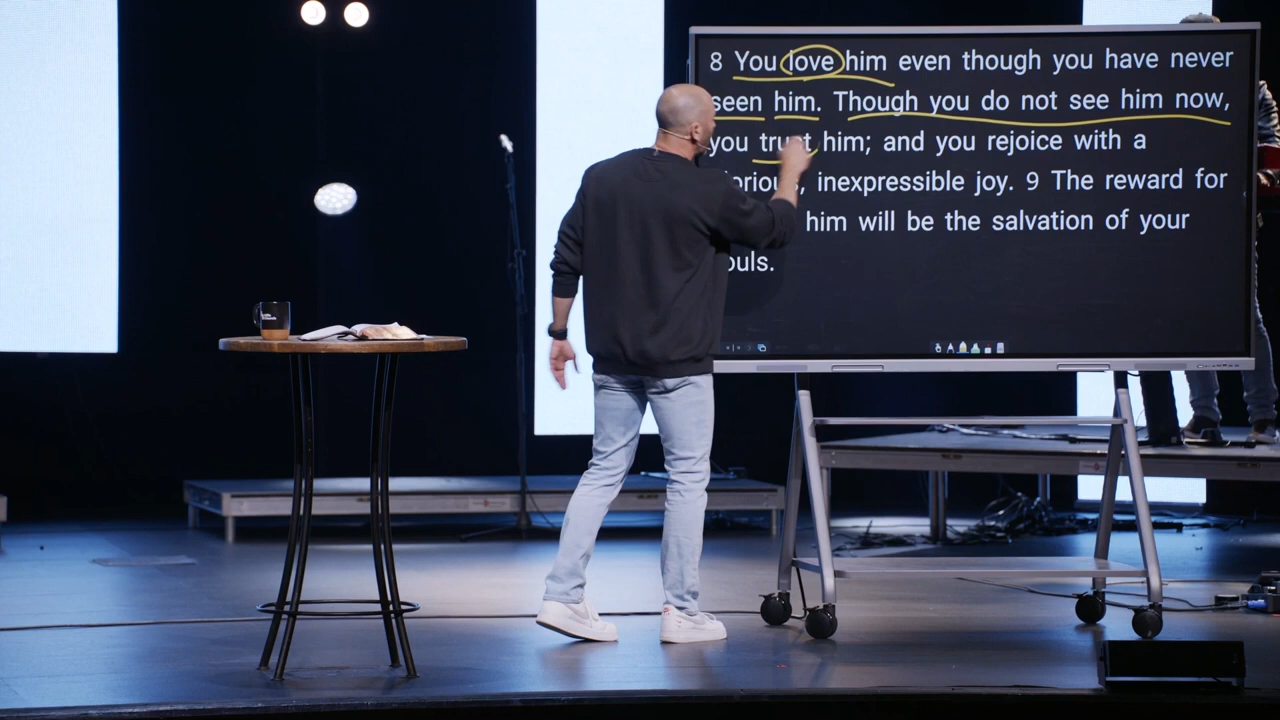 8 You love him even though you have never
seen him. Though you do not see him now,
you trust him; and you rejoice with a
inexpressible joy. 9 The reward for
him will be the salvation of your